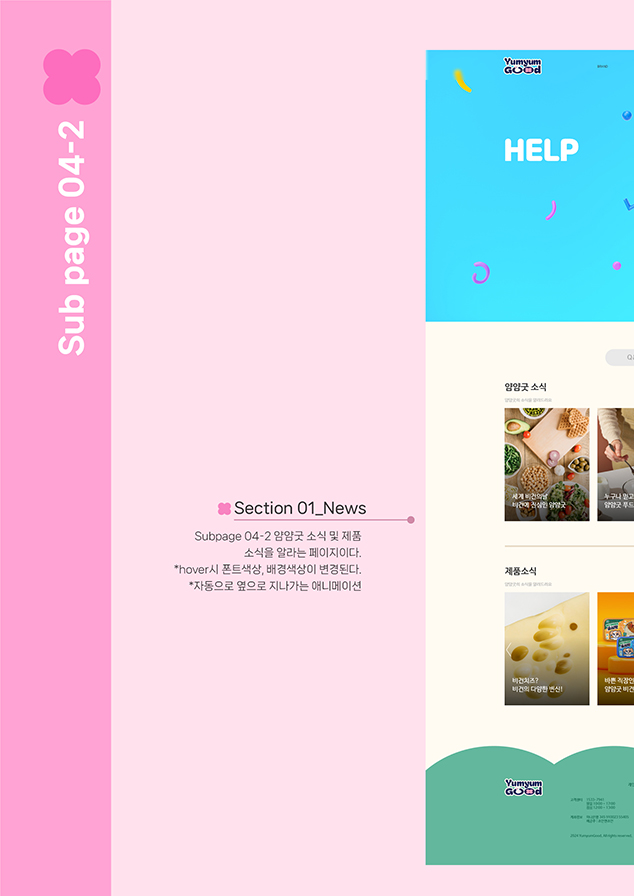 Sub page 04-2
Yumyum
Good
HELP
얌얌굿 소식
세계 비건의날
비건에 진심인 얌얌굿
누구나 믿고
얌얌굿 푸드
Section 01_News
Subpage 04-2 얌얌굿 소식 및 제품
소식을 알라는 페이지이다.
*hover시 폰트색상, 배경색상이 변경된다.
*자동으로 옆으로 지나가는 애니메이션
제품소식
비건치즈?
비건의 다양한 변신!
바쁜 직장인
얌얌굿 비건
Yumyum
Good